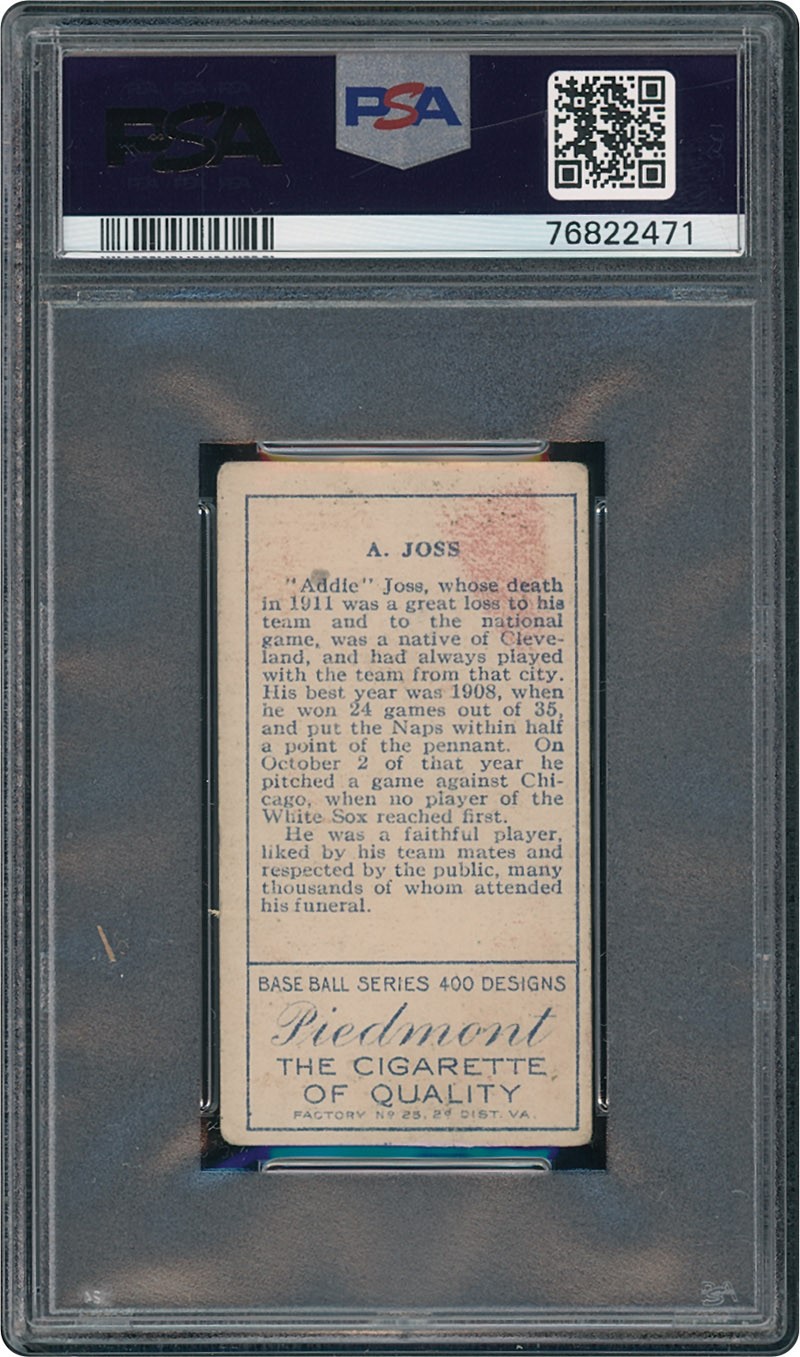 PSA
PSA
76822471
A. JOSS
"Addie" Joss, whose death
in 1911 was a great loss to his
team and to the national
game, was a native of Cleve-
land, and had always played
with the team from that city.
His best year was 1908, when
he won 24 games out of 35,
and put the Naps within half
a point of the pennant. On
October 2 of that year he
pitched a game against Chi-
cago, when no player of the
White Sox reached first.
He was a faithful player,
liked by his team mates and
respected by the public, many
thousands of whom attended
his funeral.
BASE BALL SERIES 400 DESIGNS
Piedmont
THE CIGARETTE
OF QUALITY
FACTORY Nº 25, 2ᵈ DIST. VA.
PSA